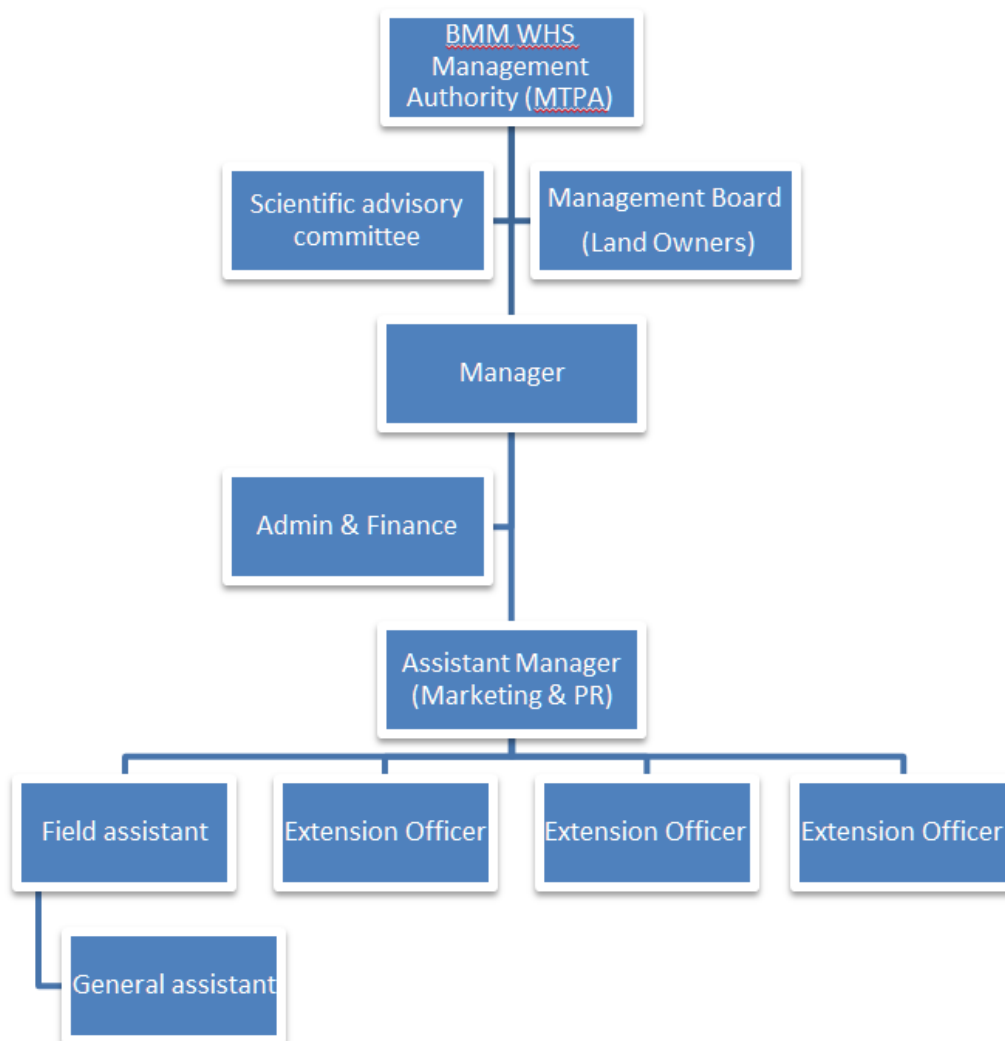 BMM WHS
Management
Authority (MTPA)
Scientific advisory
committee
Management Board
(Land Owners)
Manager
Admin & Finance
Assistant Manager
(Marketing & PR)
Field assistant
Extension Officer
Extension Officer
Extension Officer
General assistant